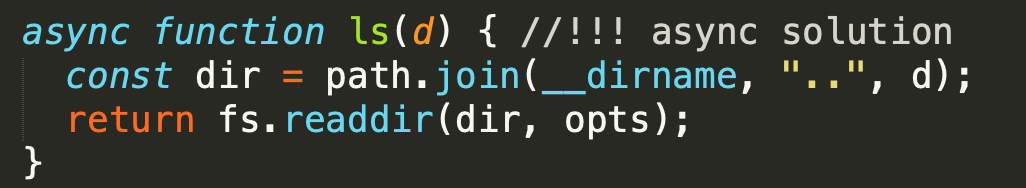 async function ls(d) { //!!! async solution
  const dir = path.join(__dirname, "..", d);
  return fs.readdir(dir, opts);
}